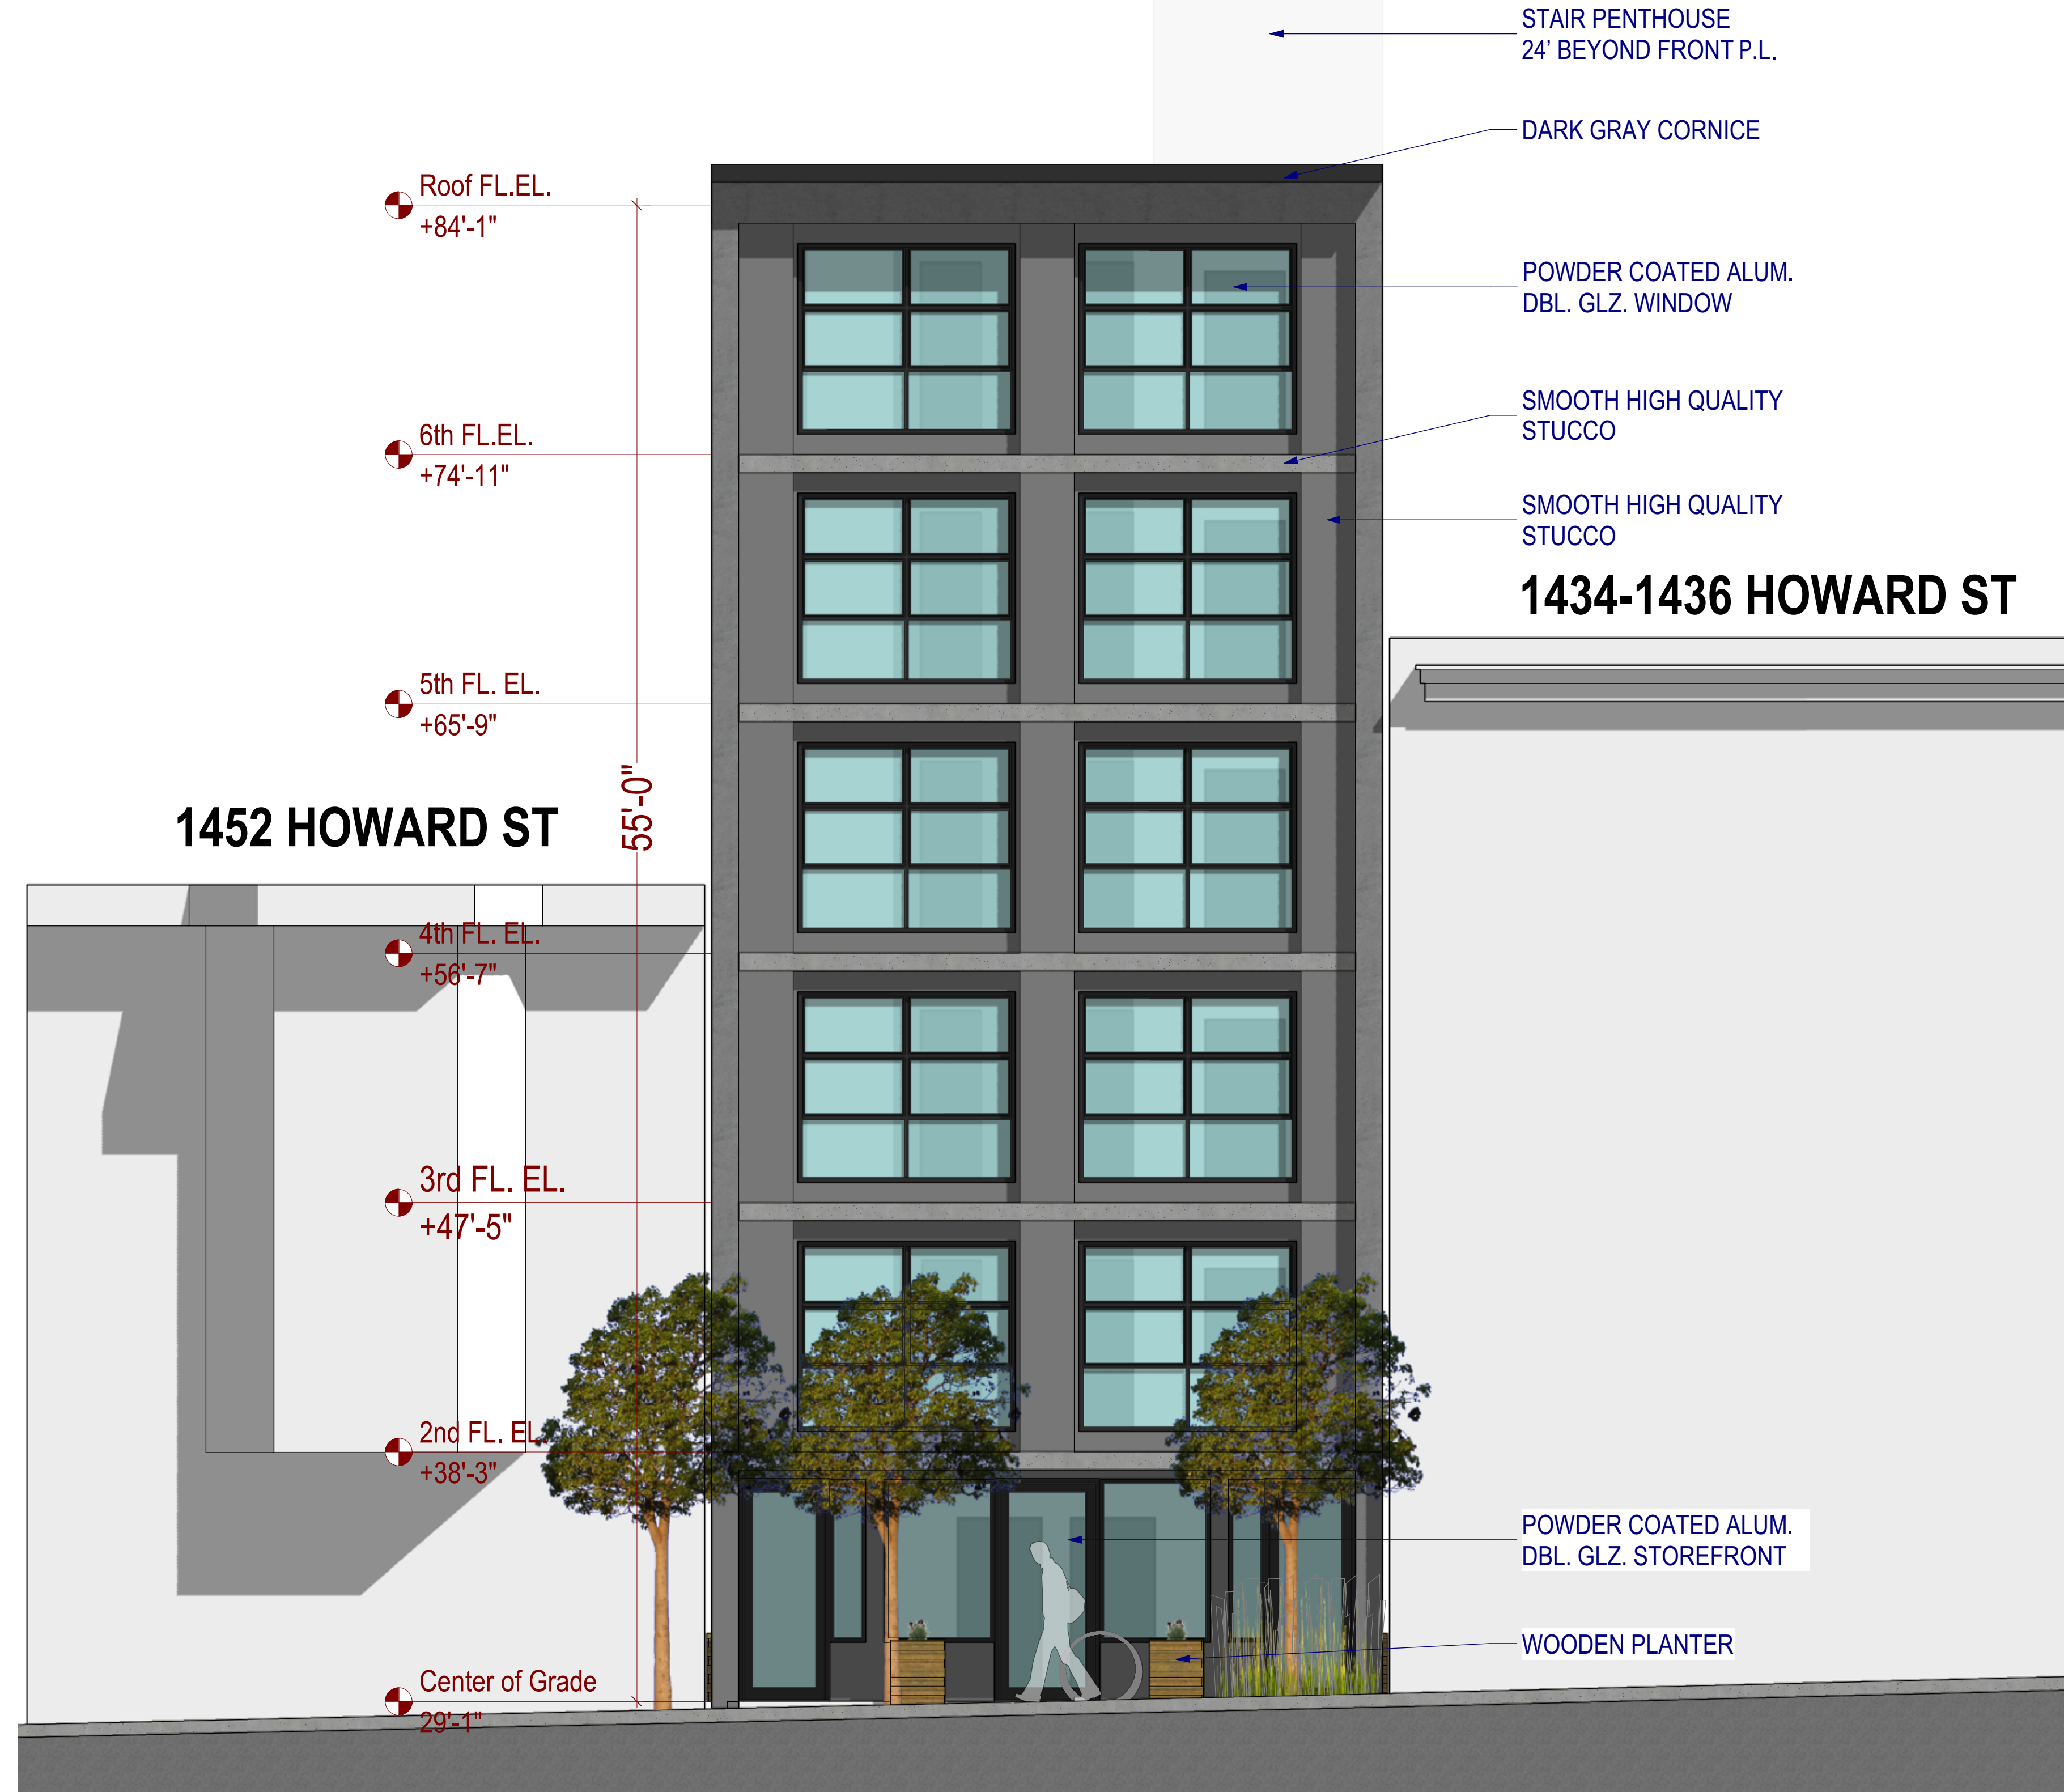 STAIR PENTHOUSE
24' BEYOND FRONT P.L.
DARK GRAY CORNICE
Roof FL.EL.
+84'-1"
POWDER COATED ALUM.
DBL. GLZ. WINDOW
SMOOTH HIGH QUALITY
STUCCO
6th FL.EL.
+74'-11"
SMOOTH HIGH QUALITY
STUCCO
1434-1436 HOWARD ST
5th FL. EL.
+65'-9"
55'-0"
1452 HOWARD ST
4th FL. EL.
+56'-7"
3rd FL. EL.
+47'-5"
2nd FL. EL.
+38'-3"
POWDER COATED ALUM.
DBL. GLZ. STOREFRONT
WOODEN PLANTER
Center of Grade
29'-1"